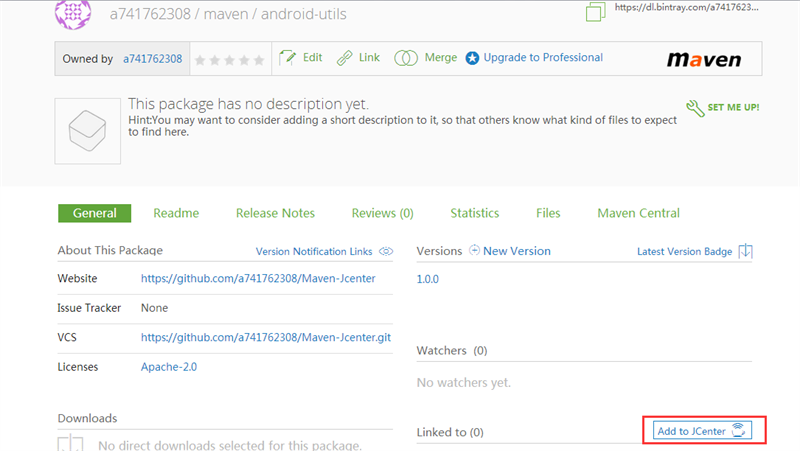 a741762308 / maven / android-utils
https://dl.bintray.com/a7417623...
Owned by a741762308
Edit Link Merge Upgrade to Professional
maven
This package has no description yet.
SET ME UP!
Hint:You may want to consider adding a short description to it, so that others know what kind of files to expect
to find here.
General Readme Release Notes Reviews (0) Statistics Files Maven Central
About This Package Version Notification Links
Website https://github.com/a741762308/Maven-Jcenter
Issue Tracker None
VCS https://github.com/a741762308/Maven-Jcenter.git
Licenses Apache-2.0
Downloads
No direct downloads selected for this package.
Versions New Version Latest Version Badge
1.0.0
Watchers (0)
No watchers yet.
Linked to (0) Add to JCenter